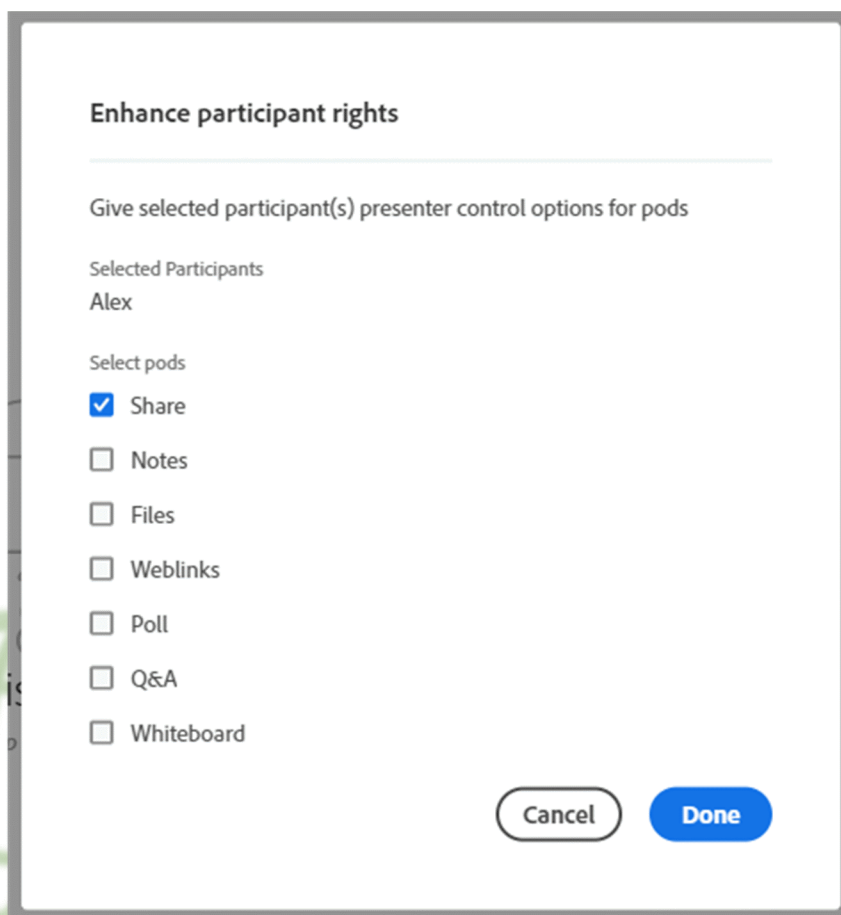 Enhance participant rights
Give selected participant(s) presenter control options for pods
Selected Participants
Alex
Select pods
Share
Notes
Files
Weblinks
Poll
Q&A
Whiteboard
Cancel
Done